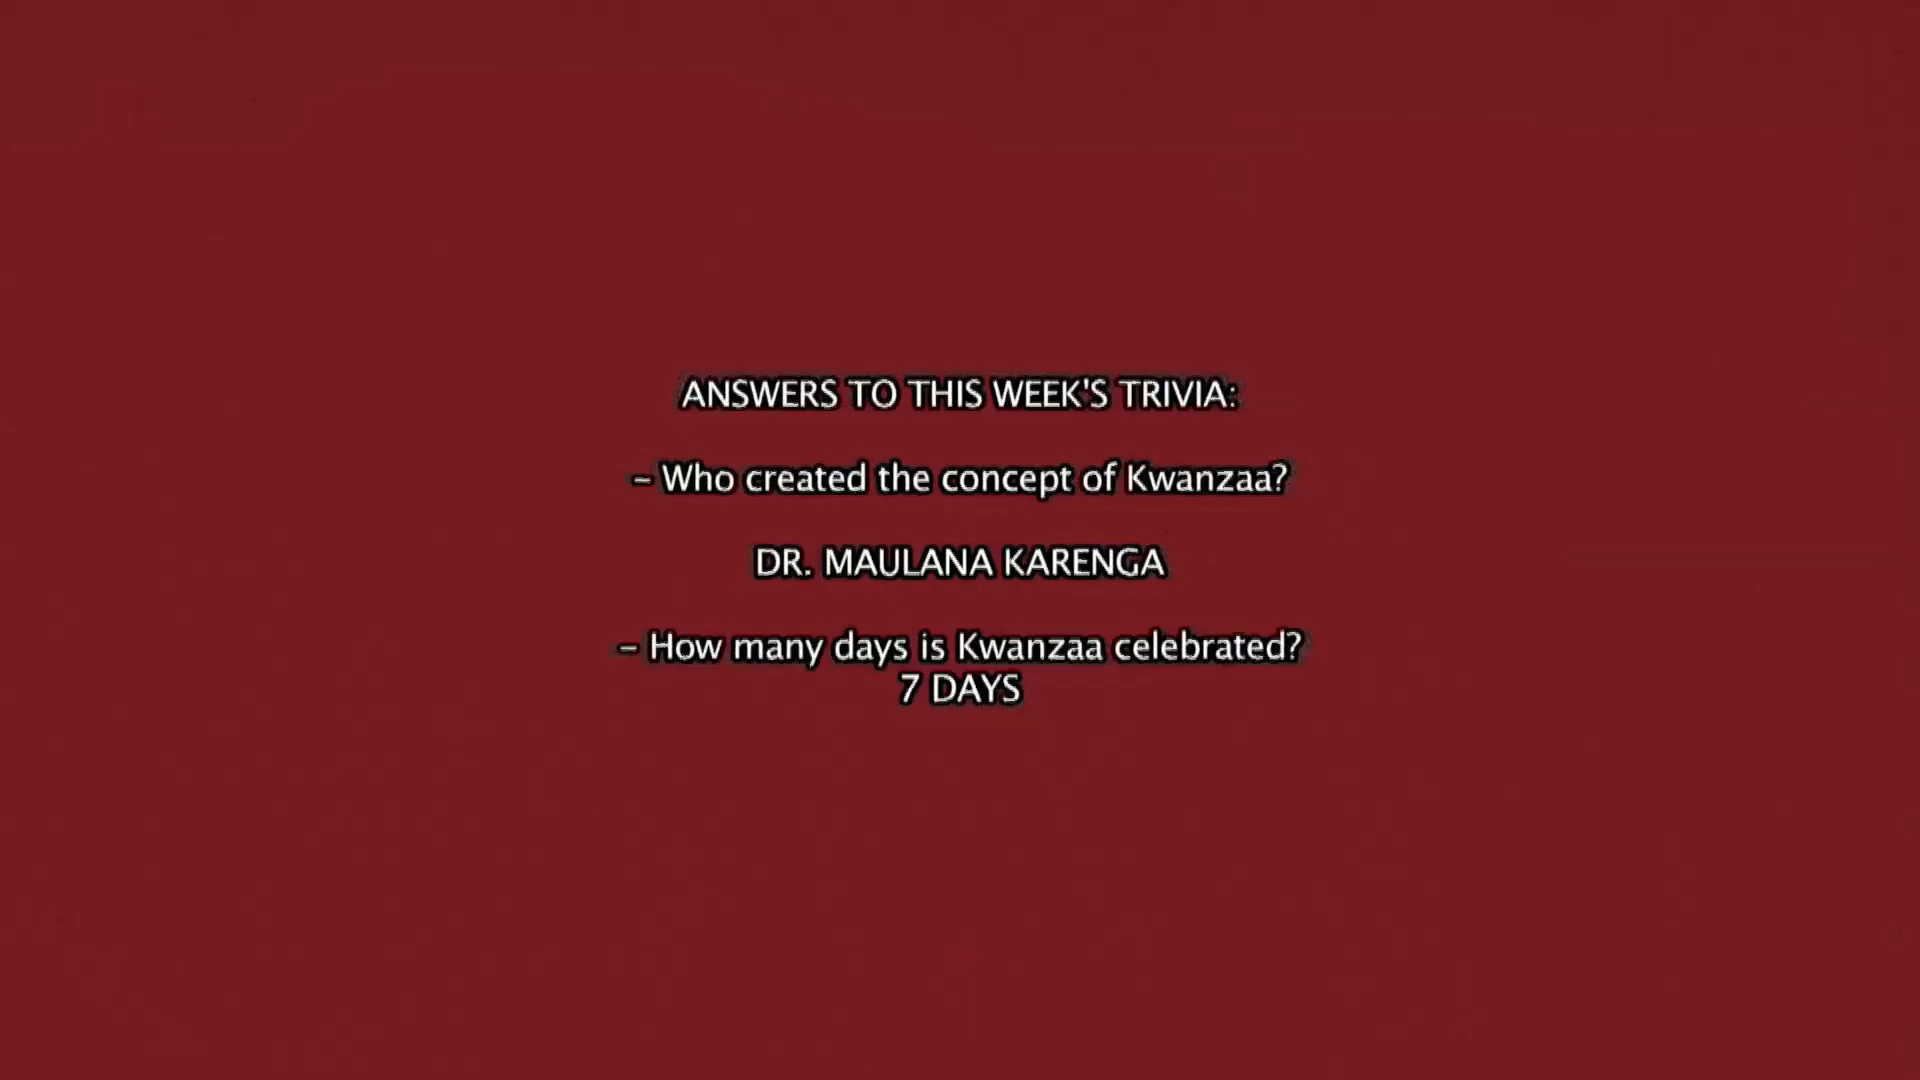 ANSWERS TO THIS WEEK'S TRIVIA:
– Who created the concept of Kwanzaa?
DR. MAULANA KARENGA
– How many days is Kwanzaa celebrated?
7 DAYS